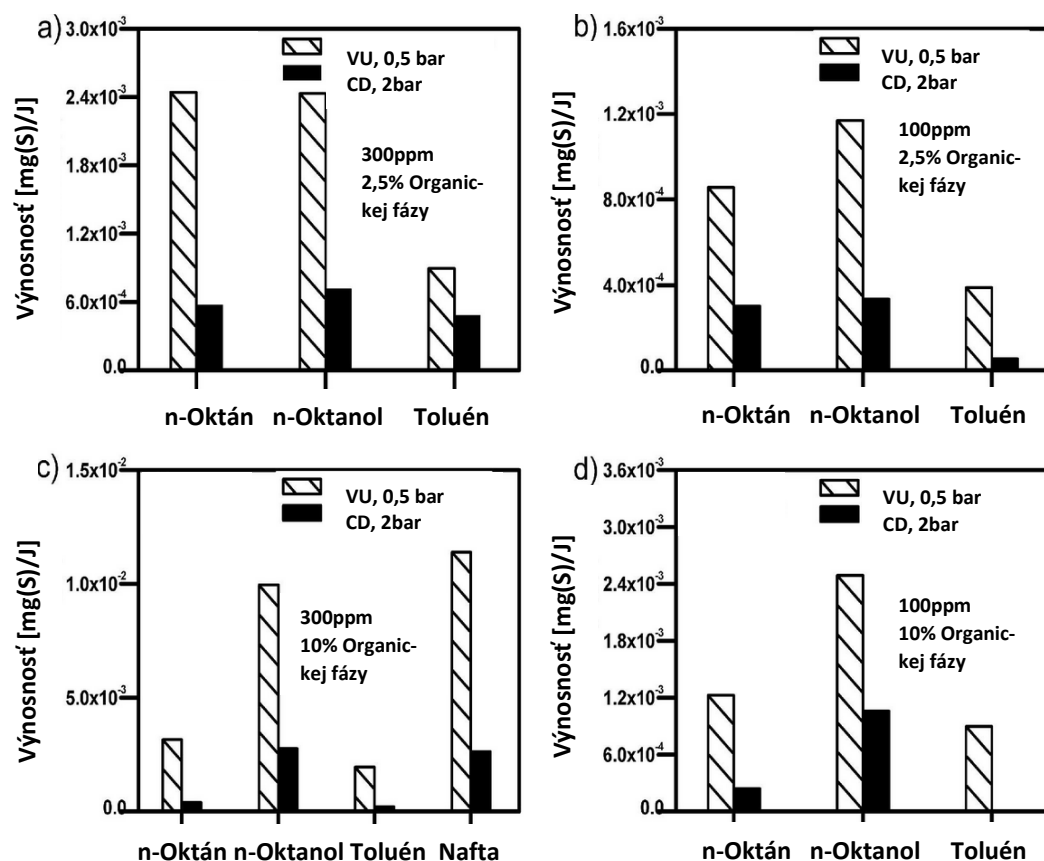 a)
3.0x10⁻³
2.4x10⁻³
1.8x10⁻³
1.2x10⁻³
6.0x10⁻⁴
0.0
Výnosnosť [mg(S)/J]
VU, 0,5 bar
CD, 2bar
300ppm
2,5% Organic-
kej fázy
n-Oktán n-Oktanol Toluén
b)
1.6x10⁻³
1.2x10⁻³
8.0x10⁻⁴
4.0x10⁻⁴
0.0
Výnosnosť [mg(S)/J]
VU, 0,5 bar
CD, 2bar
100ppm
2,5% Organic-
kej fázy
n-Oktán n-Oktanol Toluén
c)
1.5x10⁻²
1.0x10⁻²
5.0x10⁻³
0.0
Výnosnosť [mg(S)/J]
VU, 0,5 bar
CD, 2bar
300ppm
10% Organic-
kej fázy
n-Oktán n-Oktanol Toluén Nafta
d)
3.6x10⁻³
3.0x10⁻³
2.4x10⁻³
1.8x10⁻³
1.2x10⁻³
6.0x10⁻⁴
0.0
Výnosnosť [mg(S)/J]
VU, 0,5 bar
CD, 2bar
100ppm
10% Organic-
kej fázy
n-Oktán n-Oktanol Toluén